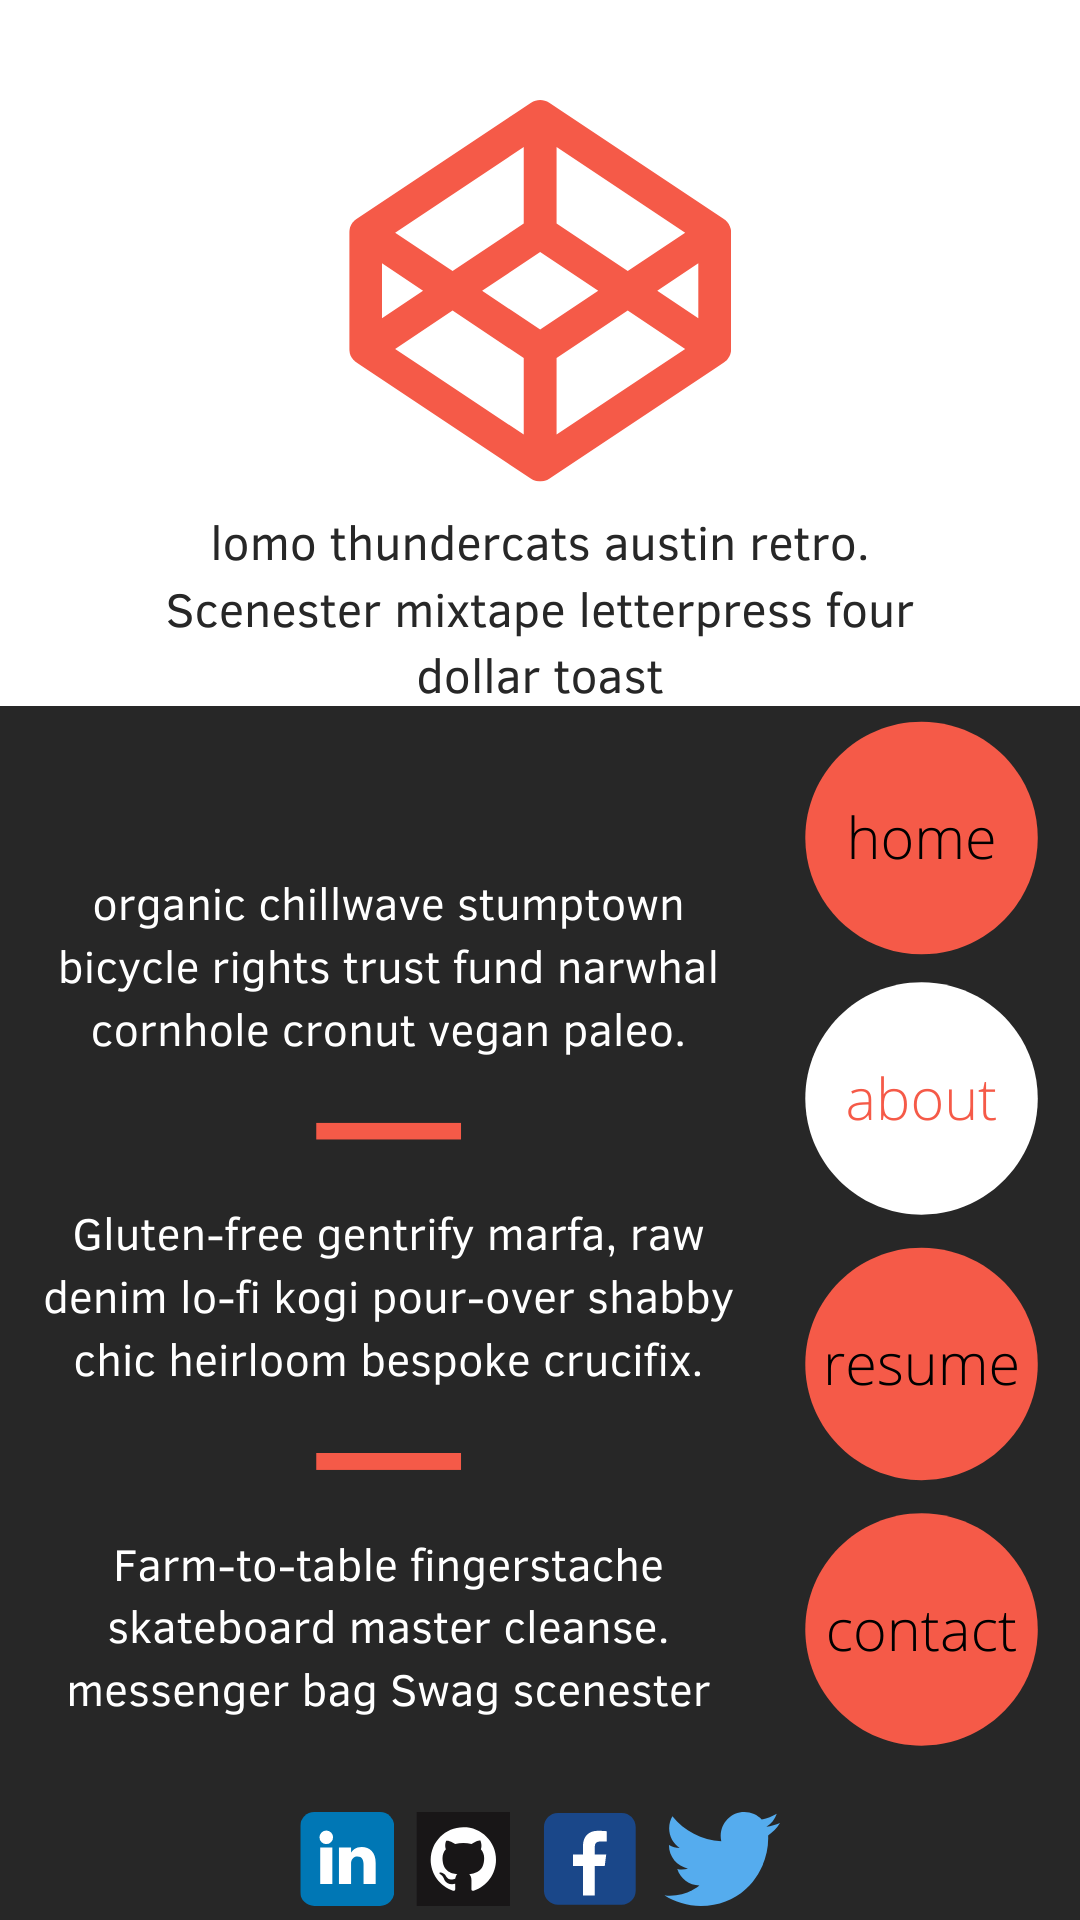 lomo thundercats austin retro.
Scenester mixtape letterpress four
dollar toast
organic chillwave stumptown
bicycle rights trust fund narwhal
cornhole cronut vegan paleo.
Gluten-free gentrify marfa, raw
denim lo-fi kogi pour-over shabby
chic heirloom bespoke crucifix.
Farm-to-table fingerstache
skateboard master cleanse.
messenger bag Swag scenester
home
about
resume
contact
in
f